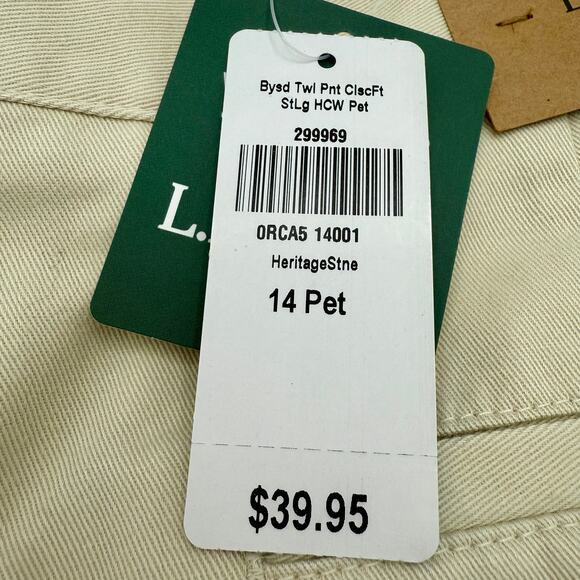 Bysd Twl Pnt ClscFt
StLg HCW Pet
299969
0RCA5 14001
HeritageStne
14 Pet
$39.95
L.